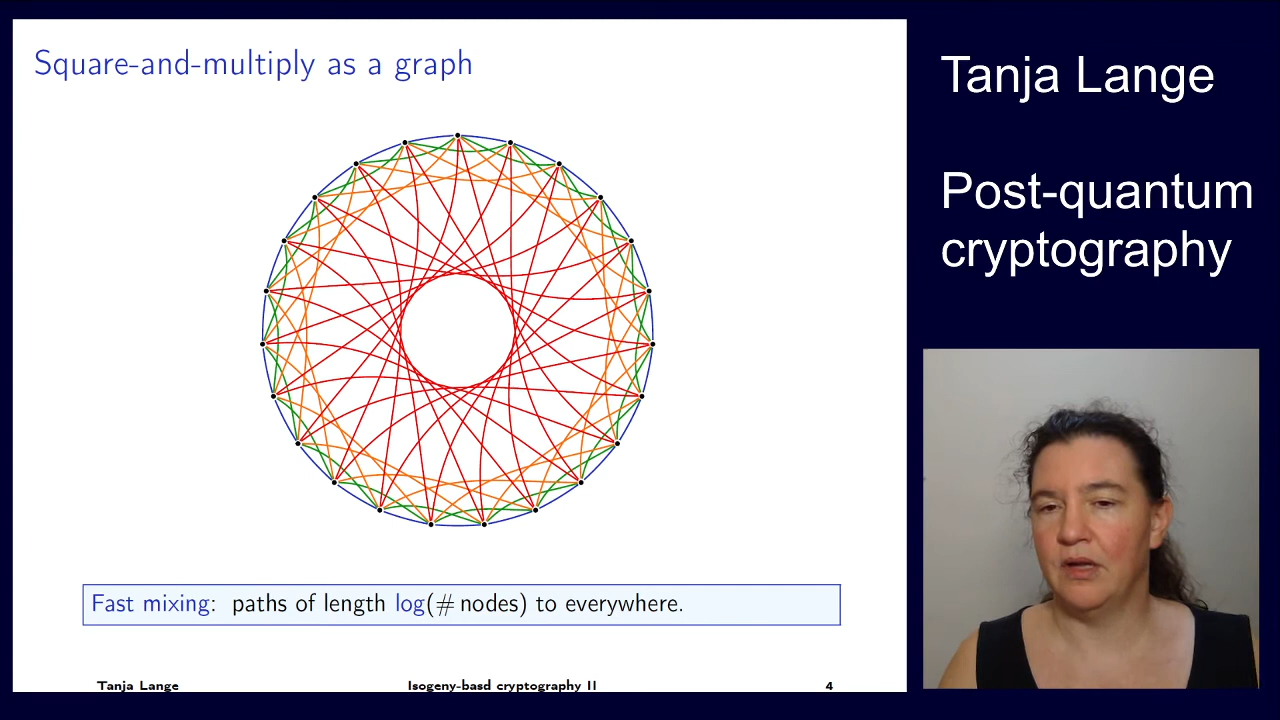 Square-and-multiply as a graph
Fast mixing: paths of length log(# nodes) to everywhere.
Tanja Lange
Isogeny-basd cryptography II
4
Tanja Lange
Post-quantum
cryptography